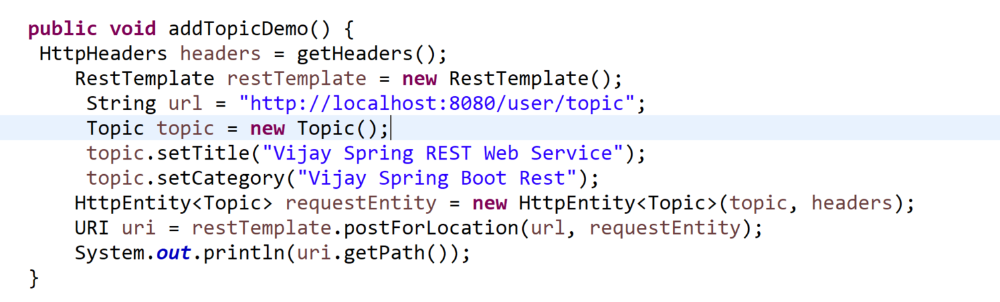 public void addTopicDemo() {
HttpHeaders headers = getHeaders();
RestTemplate restTemplate = new RestTemplate();
String url = "http://localhost:8080/user/topic";
Topic topic = new Topic();
topic.setTitle("Vijay Spring REST Web Service");
topic.setCategory("Vijay Spring Boot Rest");
HttpEntity<Topic> requestEntity = new HttpEntity<Topic>(topic, headers);
URI uri = restTemplate.postForLocation(url, requestEntity);
System.out.println(uri.getPath());
}